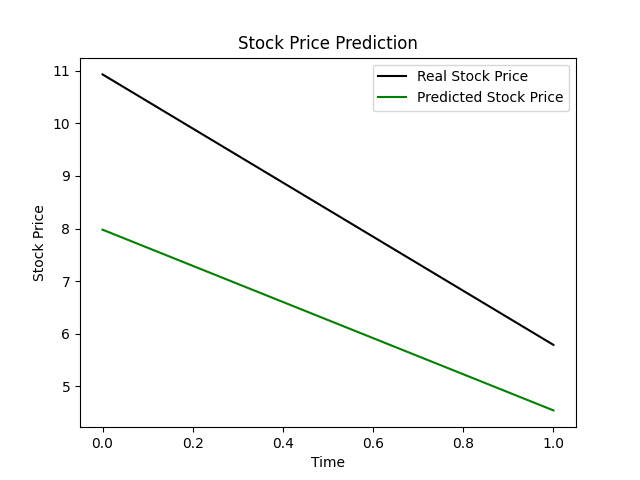 Stock Price Prediction
Real Stock Price
Predicted Stock Price
Stock Price
11
10
9
8
7
6
5
0.0 0.2 0.4 0.6 0.8 1.0
Time